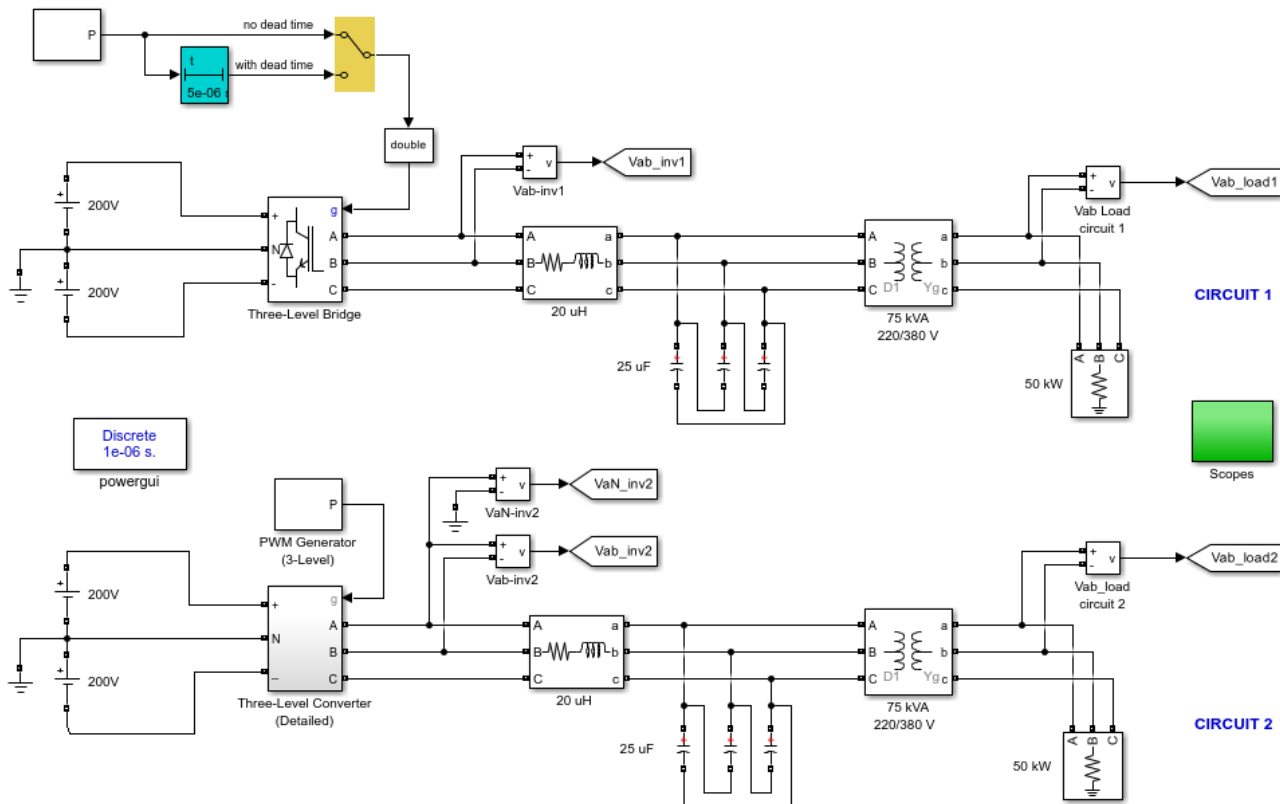 P
no dead time
t
with dead time
5e-06 s
double
+
-
v
Vab_inv1
Vab-inv1
+
-
v
Vab_load1
Vab Load
circuit 1
+
200V
+
200V
g
+
A
N
B
-
C
Three-Level Bridge
A
a
B
b
C
c
20 uH
25 uF
A
a
B
b
C
c
D1
Yg
75 kVA
220/380 V
CIRCUIT 1
A
B
C
50 kW
Discrete
1e-06 s.
powergui
Scopes
P
PWM Generator
(3-Level)
+
-
v
VaN_inv2
VaN-inv2
+
-
v
Vab_inv2
Vab-inv2
+
-
v
Vab_load2
Vab_load
circuit 2
+
200V
+
200V
g
+
A
N
B
–
C
Three-Level Converter
(Detailed)
A
a
B
b
C
c
20 uH
25 uF
A
a
B
b
C
c
D1
Yg
75 kVA
220/380 V
CIRCUIT 2
A
B
C
50 kW